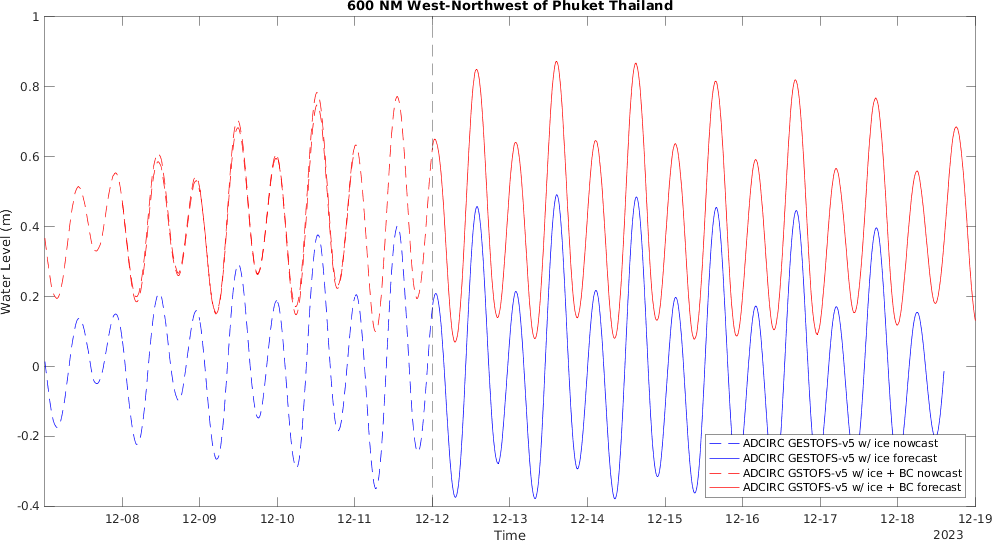 600 NM West-Northwest of Phuket Thailand
1
0.8
0.6
0.4
0.2
0
-0.2
-0.4
Water Level (m)
ADCIRC GESTOFS-v5 w/ ice nowcast
ADCIRC GESTOFS-v5 w/ ice forecast
ADCIRC GSTOFS-v5 w/ ice + BC nowcast
ADCIRC GSTOFS-v5 w/ ice + BC forecast
12-08 12-09 12-10 12-11 12-12 12-13 12-14 12-15 12-16 12-17 12-18 12-19
Time
2023